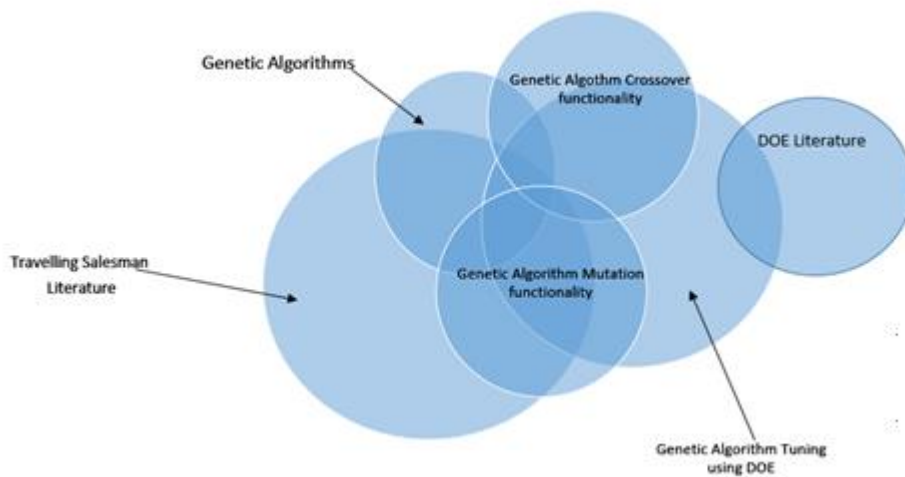 Genetic Algorithms
Genetic Algothm Crossover
functionality
DOE Literature
Travelling Salesman
Literature
Genetic Algorithm Mutation
functionality
Genetic Algorithm Tuning
using DOE